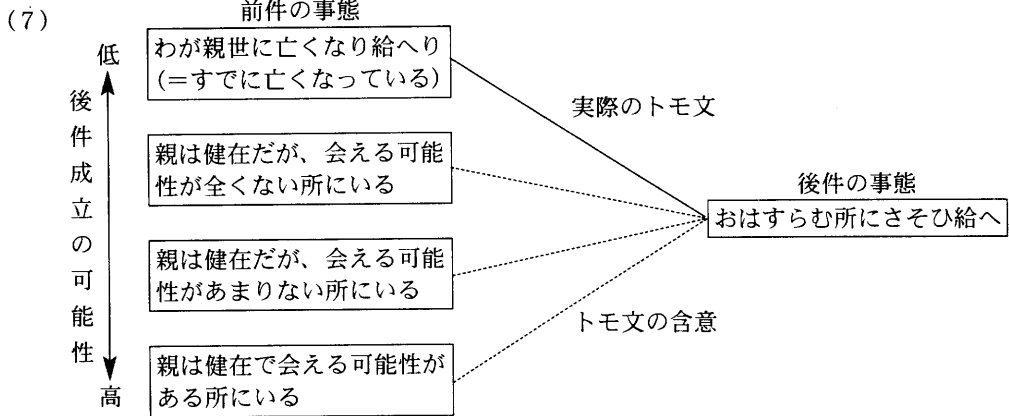 (7)
前件の事態
低
後件成立の可能性
高
わが親世に亡くなり給へり
(=すでに亡くなっている)
親は健在だが、会える可能
性が全くない所にいる
親は健在だが、会える可能
性があまりない所にいる
親は健在で会える可能性が
ある所にいる
実際のトモ文
後件の事態
おはすらむ所にさそひ給へ
トモ文の含意